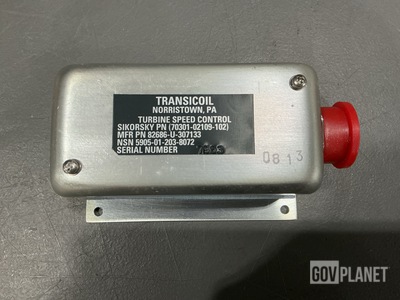 TRANSICOIL
NORRISTOWN, PA
TURBINE SPEED CONTROL
SIKORSKY PN (70301-02109-102)
MFR PN 82686-U-307133
NSN 5905-01-203-8072
SERIAL NUMBER
0813
GOVPLANET